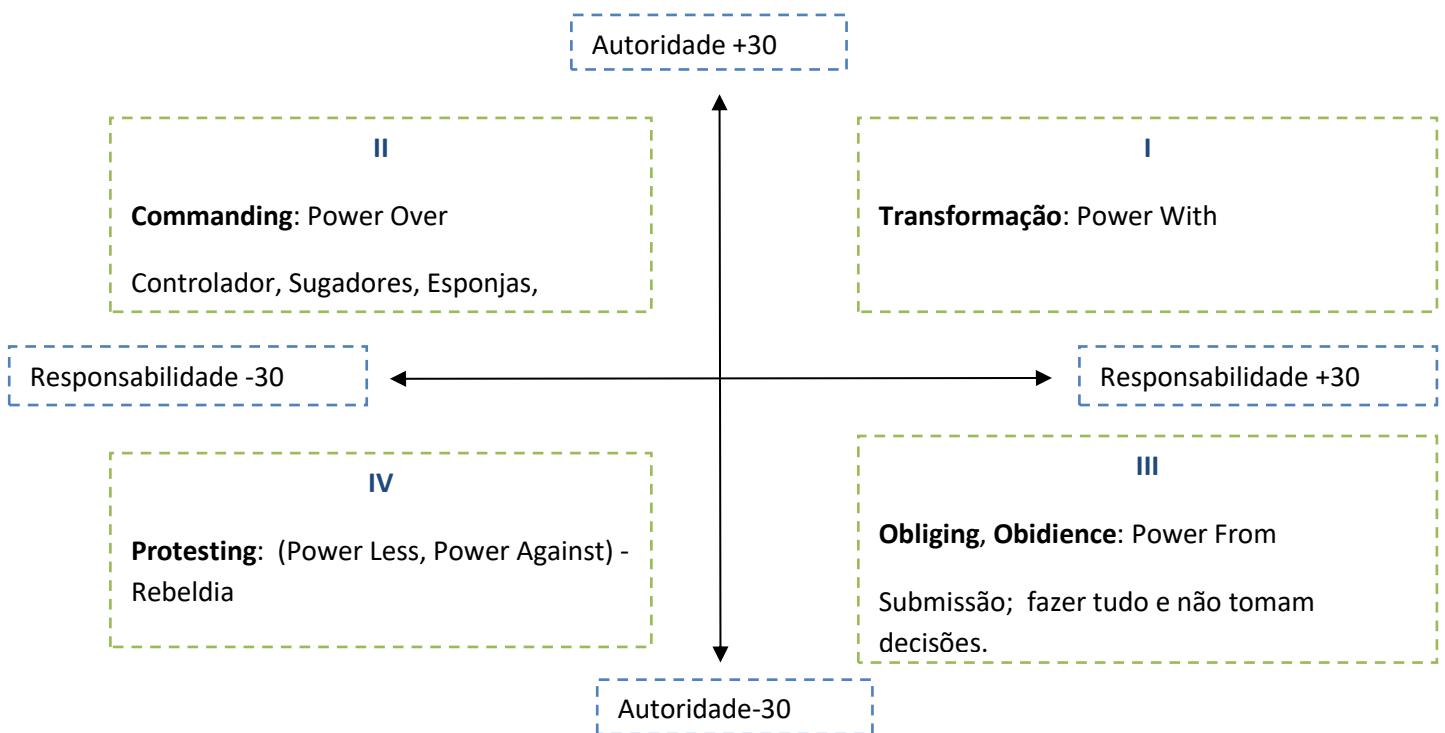 Autoridade +30
II
Commanding: Power Over
Controlador, Sugadores, Esponjas,
I
Transformação: Power With
Responsabilidade -30
Responsabilidade +30
IV
Protesting:  (Power Less, Power Against) -
Rebeldia
III
Obliging, Obidience: Power From
Submissão;  fazer tudo e não tomam
decisões.
Autoridade-30